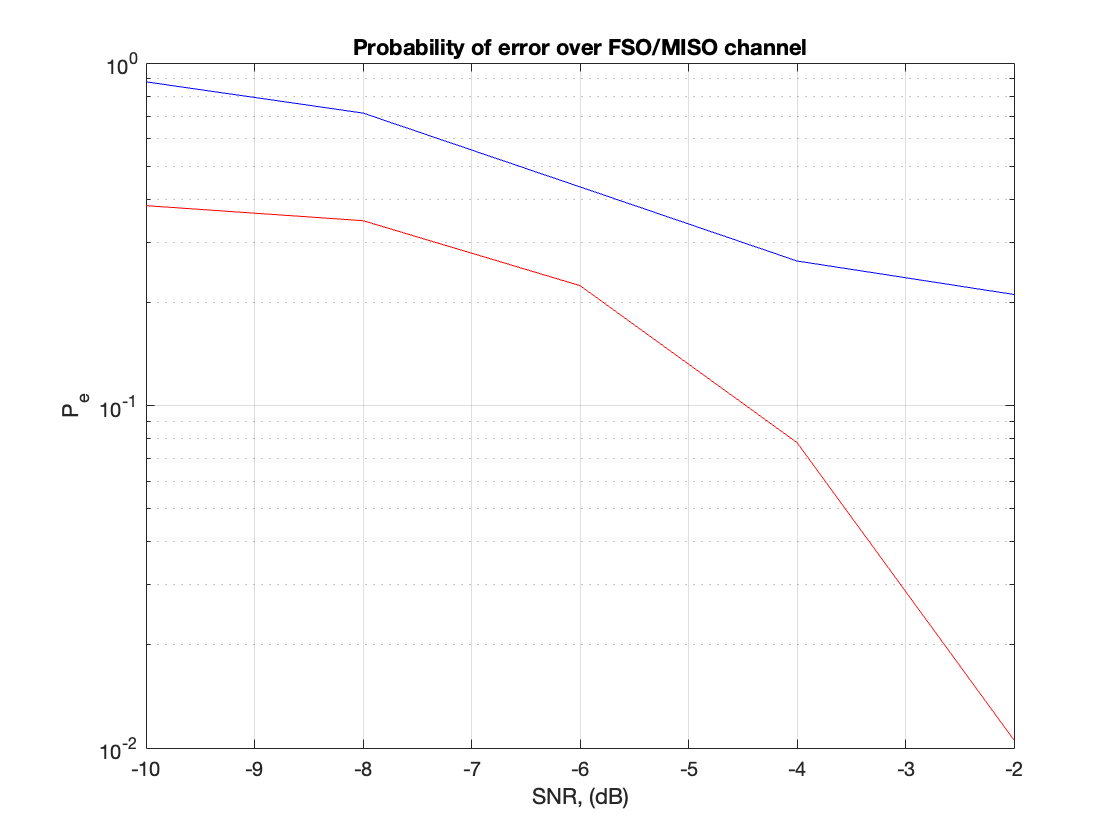 Probability of error over FSO/MISO channel
10^0
10^-1
10^-2
P_e
-10 -9 -8 -7 -6 -5 -4 -3 -2
SNR, (dB)